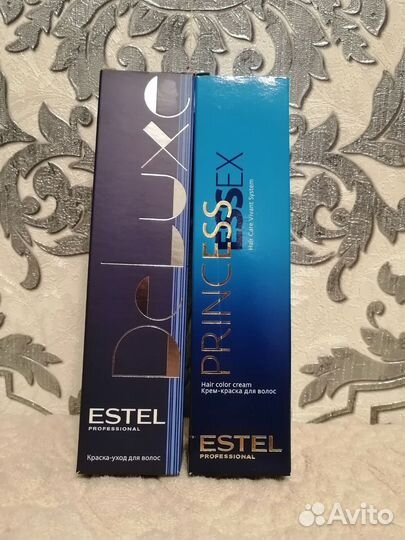 DeLuxe
ESTEL
PROFESSIONAL
Краска-уход для волос
PRINCESS
ESSEX
Hair Care Vivant System
Hair color cream
Крем-краска для волос
ESTEL
PROFESSIONAL
Avito